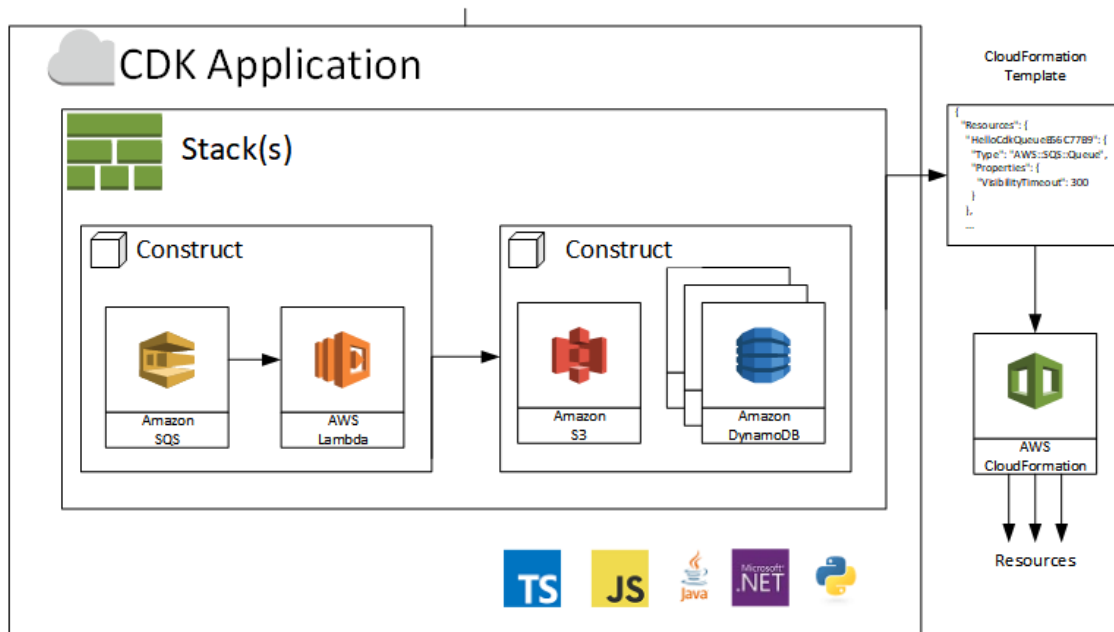 CDK Application
Stack(s)
Construct
Amazon
SQS
AWS
Lambda
Construct
Amazon
S3
Amazon
DynamoDB
TS
JS
Java
Microsoft®
.NET
CloudFormation
Template
{
"Resources": {
"HelloCdkQueueB56C77B9": {
"Type": "AWS::SQS::Queue",
"Properties": {
"VisibilityTimeout": 300
}
},
...
AWS
CloudFormation
Resources